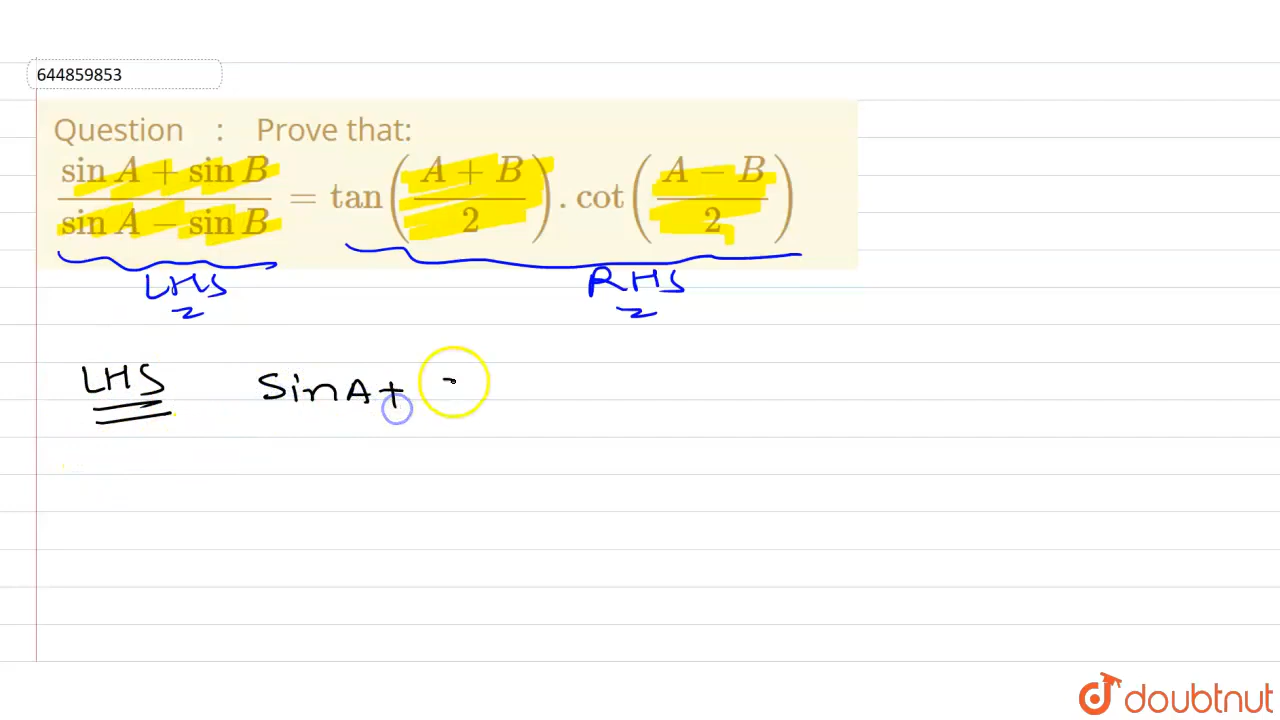 644859853
Question : Prove that:
sin A + sin B / sin A − sin B = tan( A + B / 2 ) . cot( A − B / 2 )
LHS RHS
LHS SinA+
doubtnut